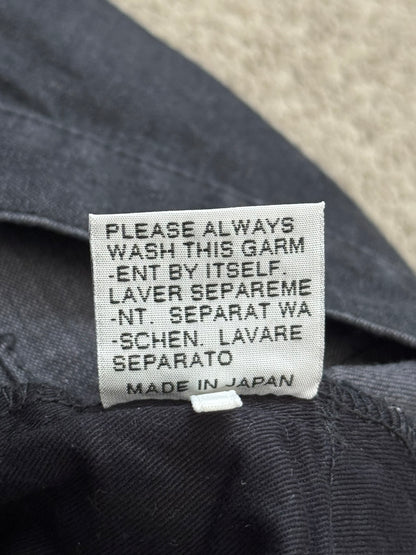 PLEASE ALWAYS
WASH THIS GARM
-ENT BY ITSELF.
LAVER SEPAREME
-NT. SEPARAT WA
-SCHEN. LAVARE
SEPARATO
MADE IN JAPAN